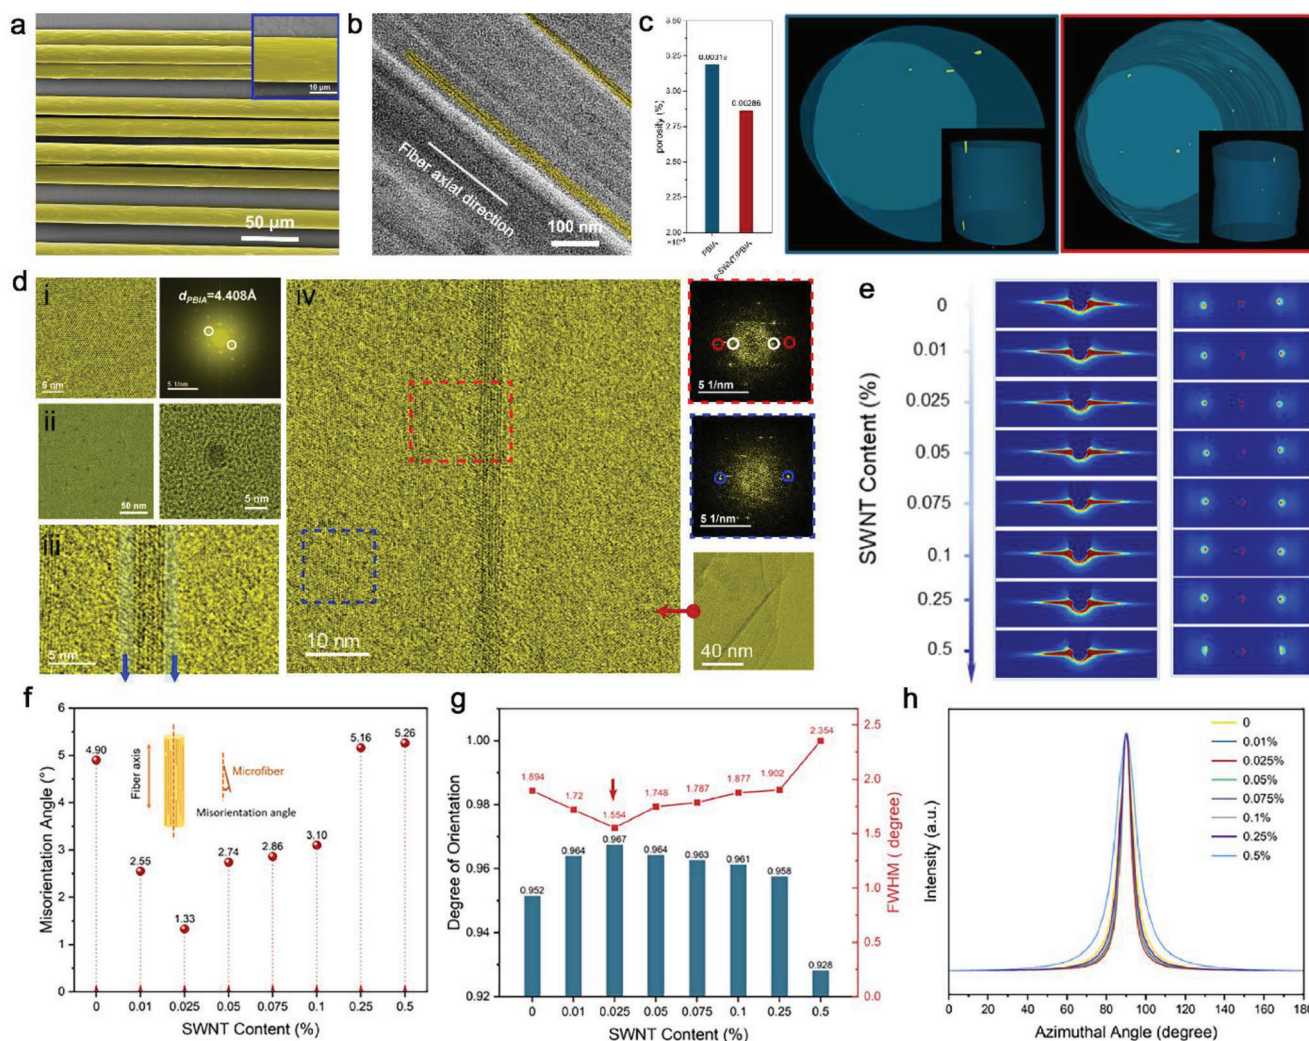 a
10 µm
50 µm
b
Fiber axial direction
100 nm
c
porosity (%)
3.50
3.25
3.00
2.75
2.50
2.25
2.00
×10⁻³
0.00319
0.00286
PBIA
p-SWNT/PBIA
d
i
5 nm
d_PBIA=4.408Å
5 1/nm
ii
50 nm
5 nm
iii
5 nm
iv
10 nm
5 1/nm
5 1/nm
40 nm
e
SWNT Content (%)
0
0.01
0.025
0.05
0.075
0.1
0.25
0.5
f
Misorientation Angle (°)
6
5
4
3
2
1
0
4.90
2.55
1.33
2.74
2.86
3.10
5.16
5.26
Fiber axis
Microfiber
Misorientation angle
0 0.01 0.025 0.05 0.075 0.1 0.25 0.5
SWNT Content (%)
g
Degree of Orientation
1.00
0.98
0.96
0.94
0.92
1.894
1.72
1.554
1.748
1.787
1.877
1.902
2.354
0.952
0.964
0.967
0.964
0.963
0.961
0.958
0.928
FWHM ( degree)
2.5
2.0
1.5
1.0
0.5
0.0
0 0.01 0.025 0.05 0.075 0.1 0.25 0.5
SWNT Content (%)
h
Intensity (a.u.)
0
0.01%
0.025%
0.05%
0.075%
0.1%
0.25%
0.5%
0 20 40 60 80 100 120 140 160 180
Azimuthal Angle (degree)